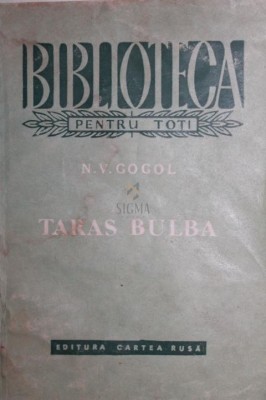 BIBLIOTECA
PENTRU TOTI
N.V. GOGOL
SIGMA
TARAS BULBA
EDITURA CARTEA RUSĂ